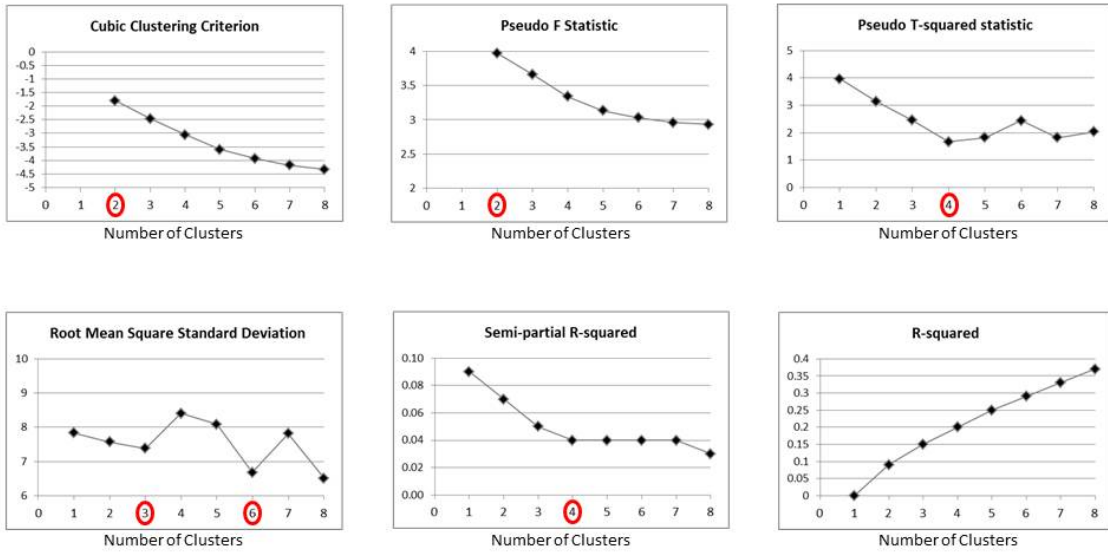 Cubic Clustering Criterion
0
-0.5
-1
-1.5
-2
-2.5
-3
-3.5
-4
-4.5
-5
0 1 2 3 4 5 6 7 8
Number of Clusters
Pseudo F Statistic
4
3.5
3
2.5
2
0 1 2 3 4 5 6 7 8
Number of Clusters
Pseudo T-squared statistic
5
4
3
2
1
0
0 1 2 3 4 5 6 7 8
Number of Clusters
Root Mean Square Standard Deviation
10
9
8
7
6
0 1 2 3 4 5 6 7 8
Number of Clusters
Semi-partial R-squared
0.10
0.08
0.06
0.04
0.02
0.00
0 1 2 3 4 5 6 7 8
Number of Clusters
R-squared
0.4
0.35
0.3
0.25
0.2
0.15
0.1
0.05
0
0 1 2 3 4 5 6 7 8
Number of Clusters